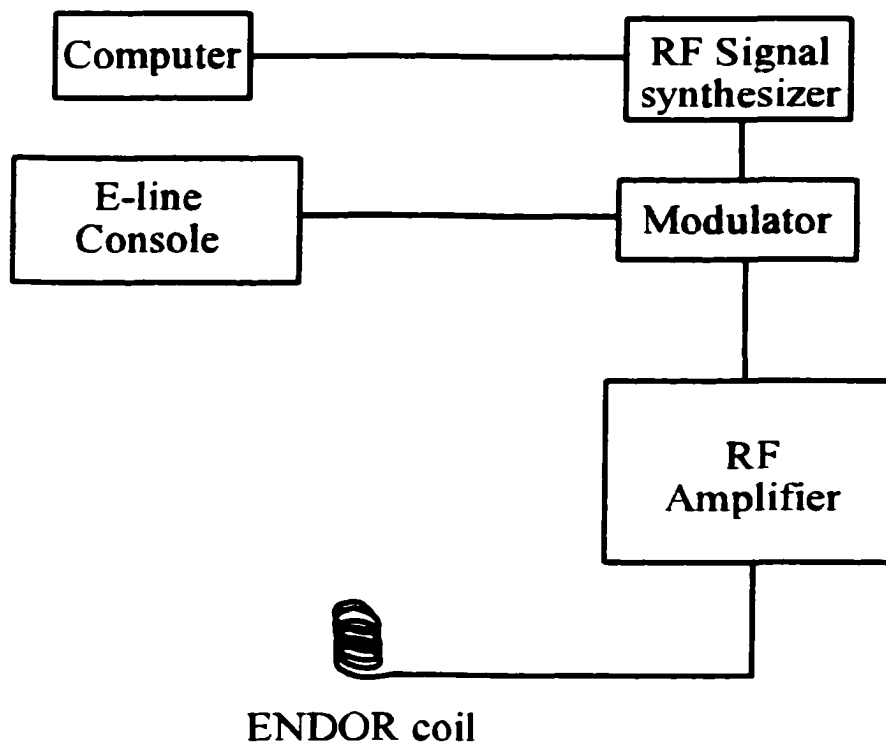 Computer
RF Signal
synthesizer
E-line
Console
Modulator
RF
Amplifier
ENDOR coil